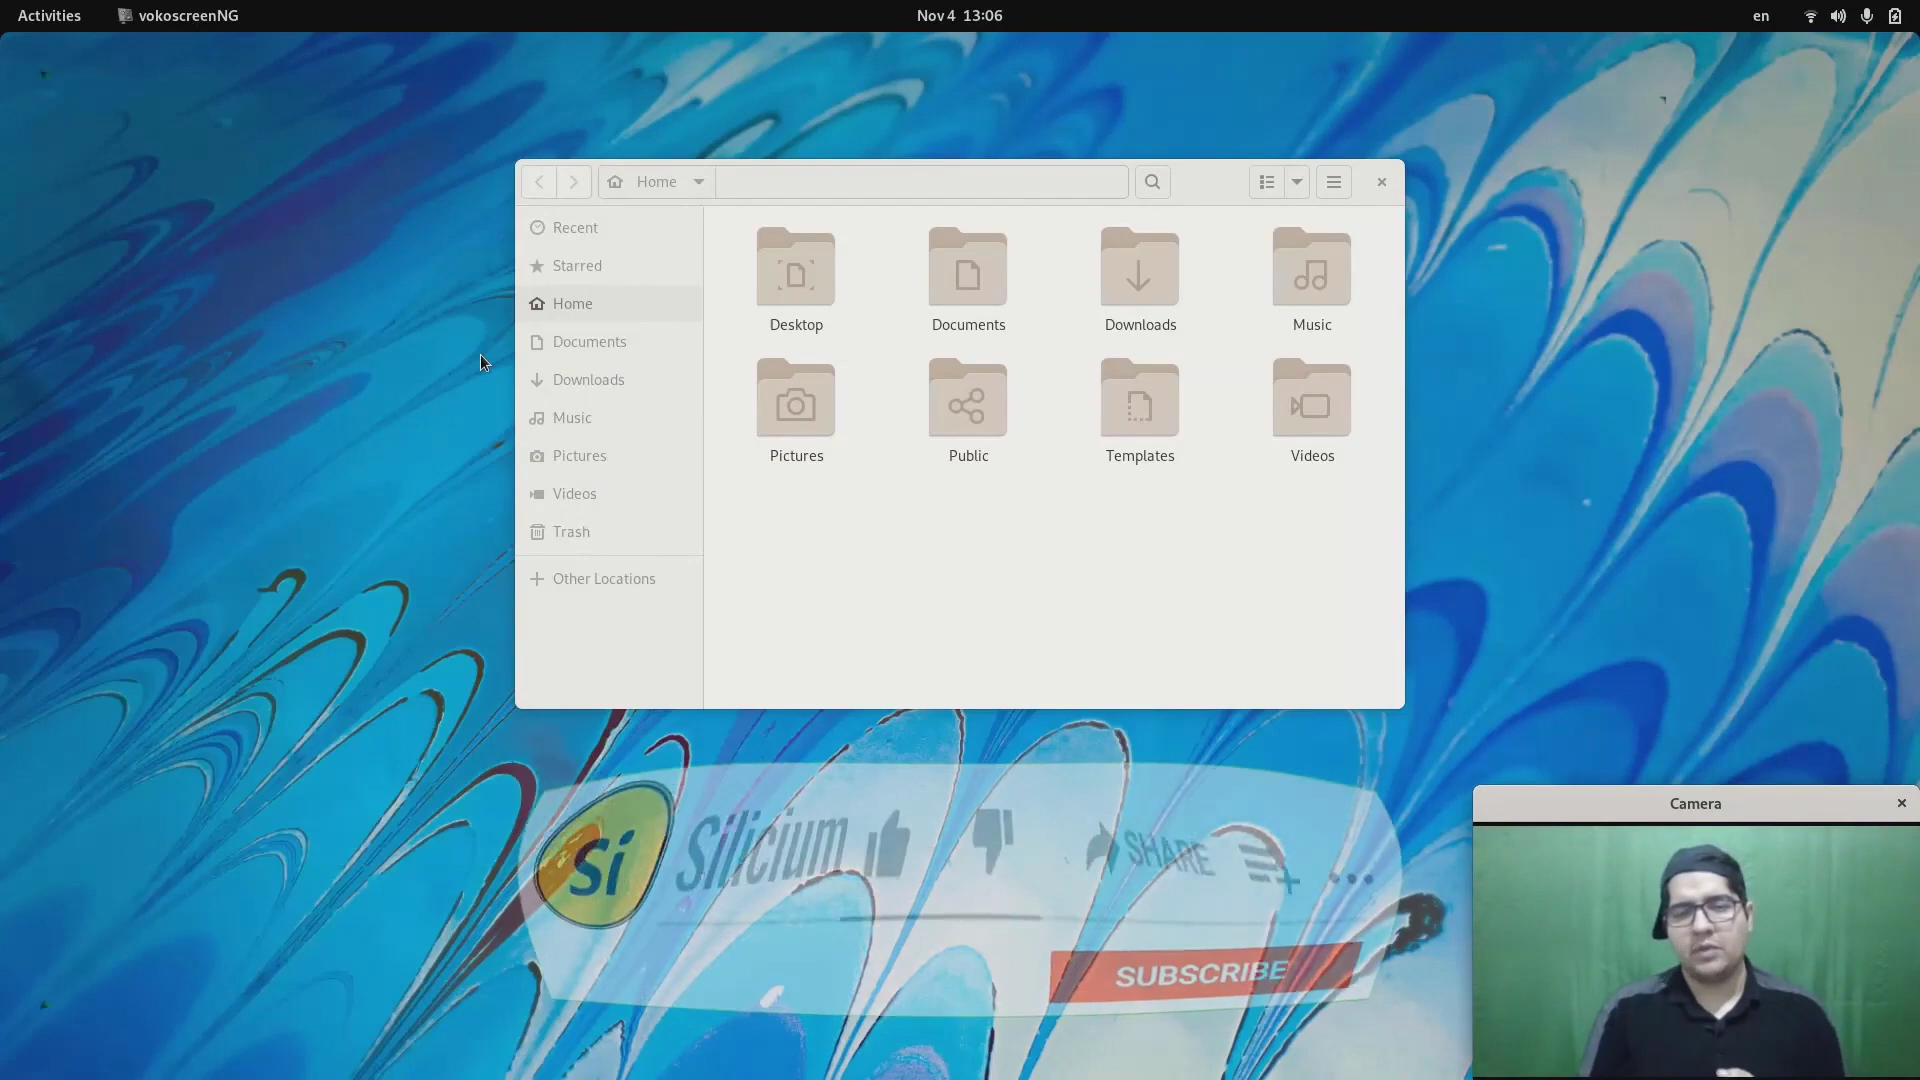 Activities
vokoscreenNG
Nov 4 13:06
en
Home
Recent
Starred
Home
Documents
Downloads
Music
Pictures
Videos
Trash
Other Locations
Desktop
Documents
Downloads
Music
Pictures
Public
Templates
Videos
Si
Silicium
SHARE
SUBSCRIBE
Camera